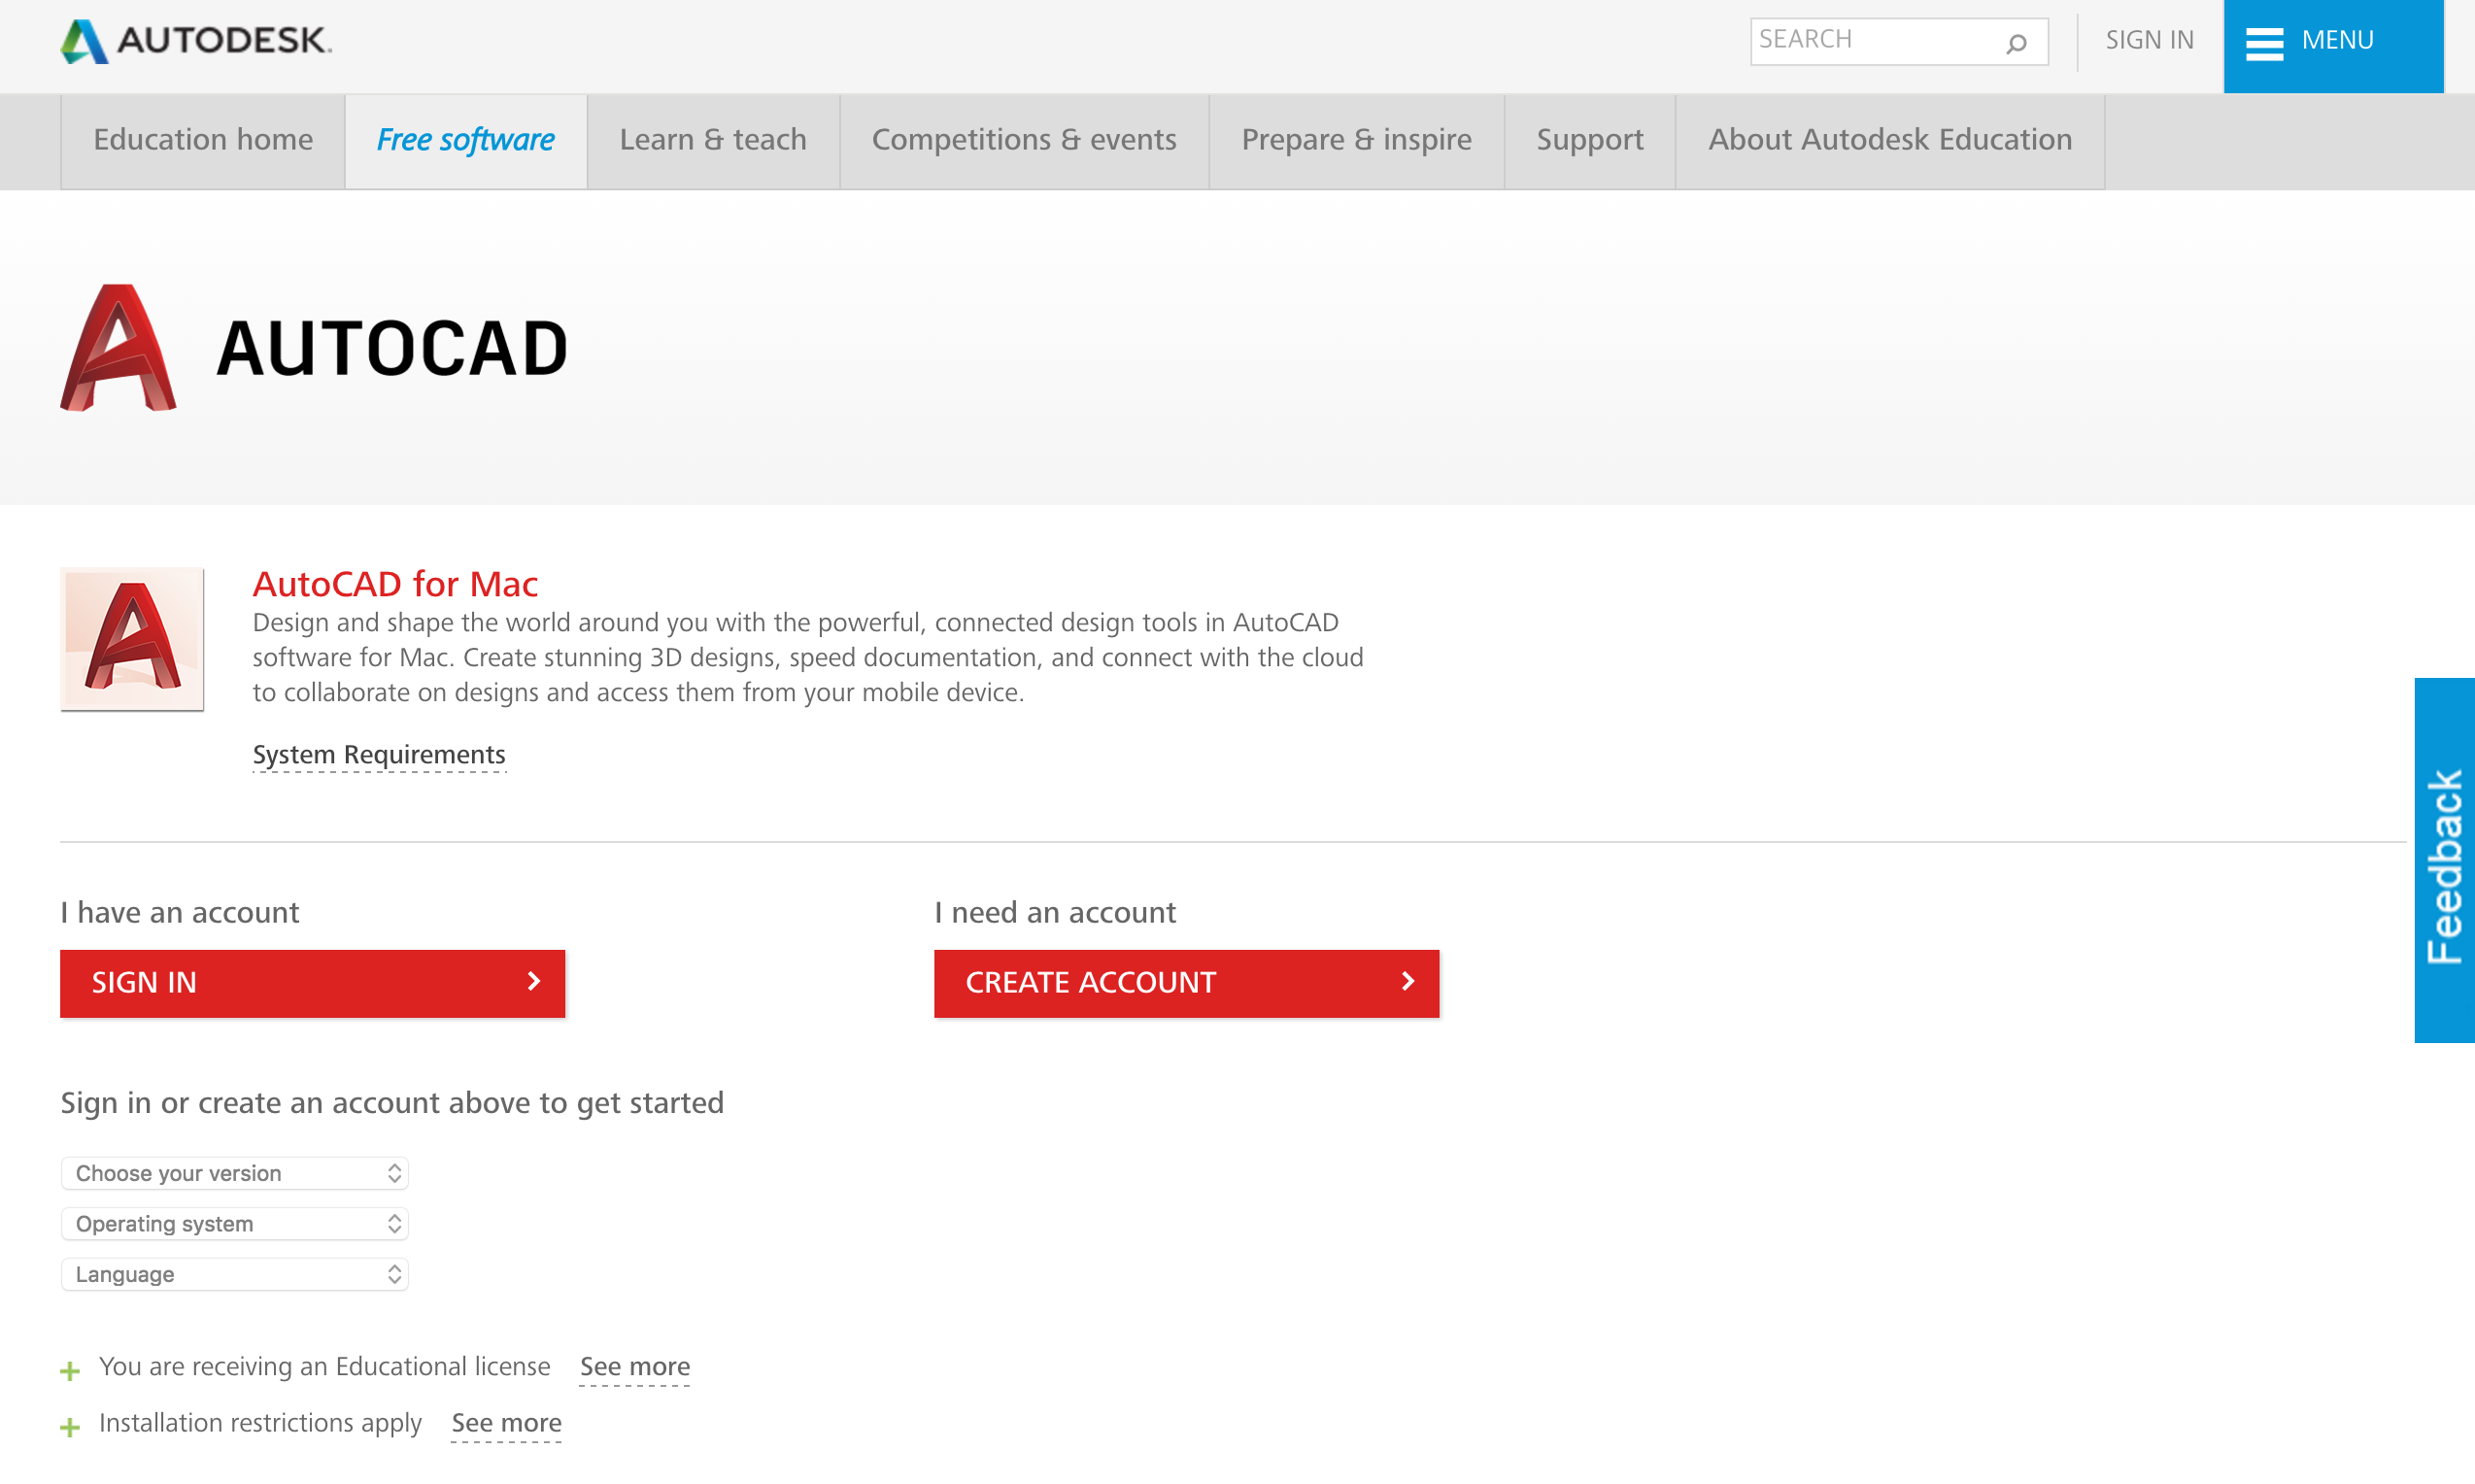 AUTODESK.
SEARCH
SIGN IN
MENU
Education home
Free software
Learn & teach
Competitions & events
Prepare & inspire
Support
About Autodesk Education
AUTOCAD
AutoCAD for Mac
Design and shape the world around you with the powerful, connected design tools in AutoCAD
software for Mac. Create stunning 3D designs, speed documentation, and connect with the cloud
to collaborate on designs and access them from your mobile device.
System Requirements
Feedback
I have an account
SIGN IN
I need an account
CREATE ACCOUNT
Sign in or create an account above to get started
Choose your version
Operating system
Language
You are receiving an Educational license See more
Installation restrictions apply See more